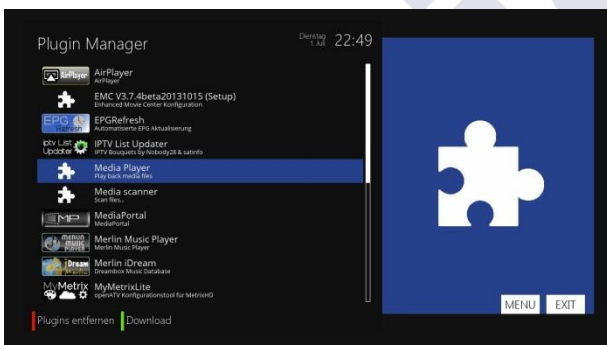 Plugin Manager
Dienstag
1. Juli
22:49
AirPlayer
AirPlayer
AirPlayer
EMC V3.7.4beta20131015 (Setup)
Enhanced Movie Center Konfiguration
EPG
Refresh
EPGRefresh
Automatisierte EPG Aktualisierung
iptv List
Updater
IPTV List Updater
IPTV Bouquets by Nobody28 & satinfo
Media Player
Play back media files
Media scanner
Scan files...
MP
MediaPortal
MediaPortal
MERLIN
MUSIC
PLAYER
Merlin Music Player
Merlin Music Player
iDream
Merlin iDream
Dreambox Music Database
MyMetrix
MyMetrixLite
openATV Konfigurationstool für MetrixHD
Plugins entfernen
Download
MENU
EXIT